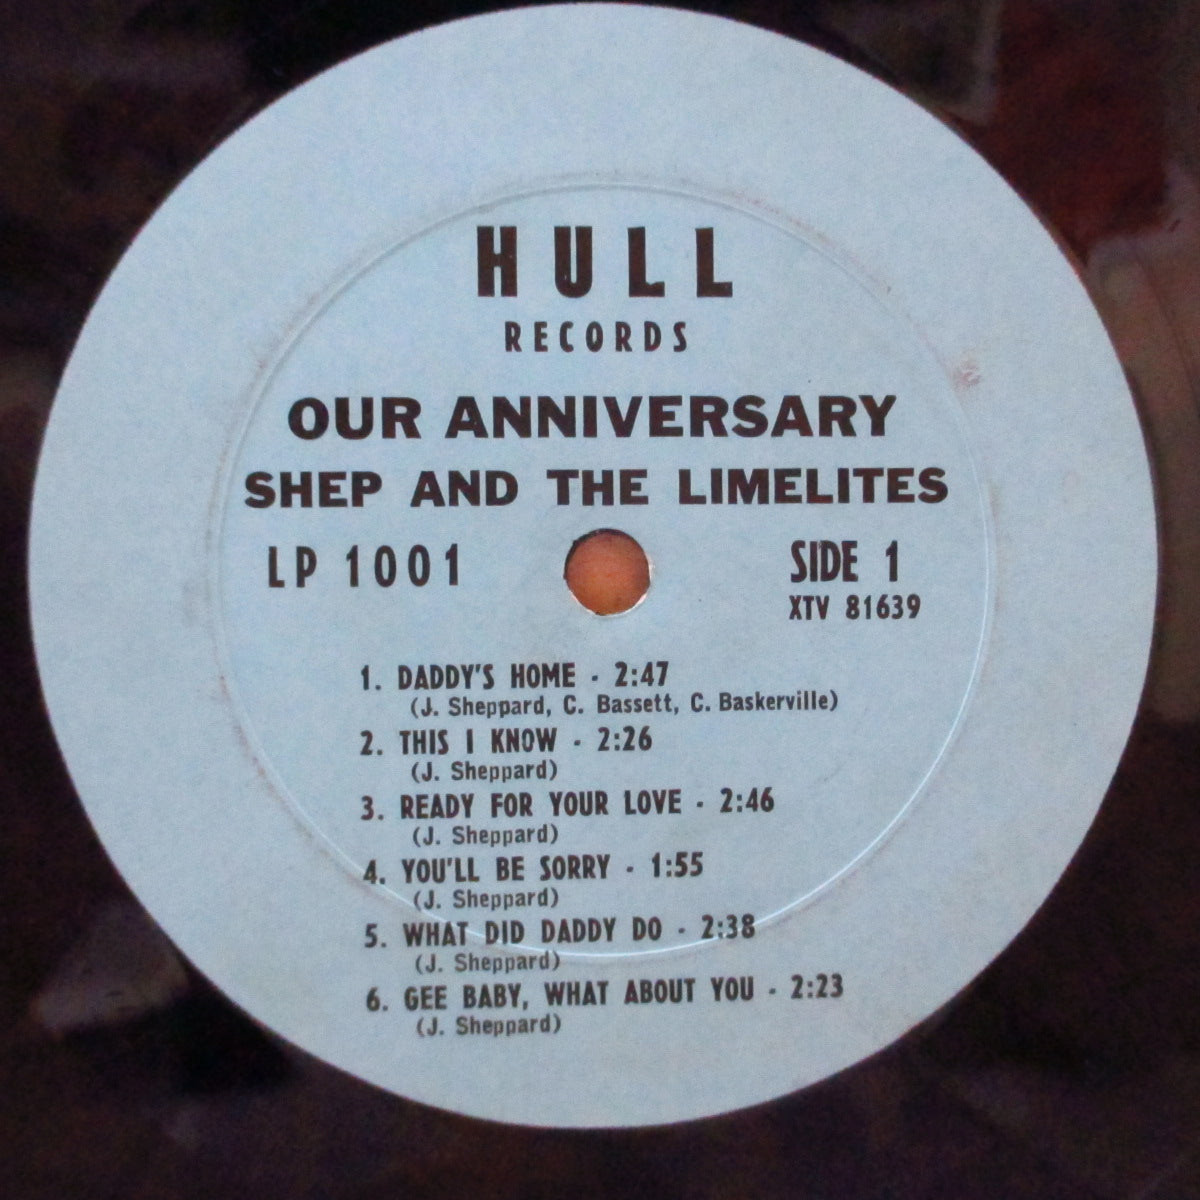 HULL
RECORDS
OUR ANNIVERSARY
SHEP AND THE LIMELITES
LP 1001 SIDE 1
XTV 81639
1. DADDY'S HOME - 2:47
(J. Sheppard, C. Bassett, C. Baskerville)
2. THIS I KNOW - 2:26
(J. Sheppard)
3. READY FOR YOUR LOVE - 2:46
(J. Sheppard)
4. YOU'LL BE SORRY - 1:55
(J. Sheppard)
5. WHAT DID DADDY DO - 2:38
(J. Sheppard)
6. GEE BABY, WHAT ABOUT YOU - 2:23
(J. Sheppard)